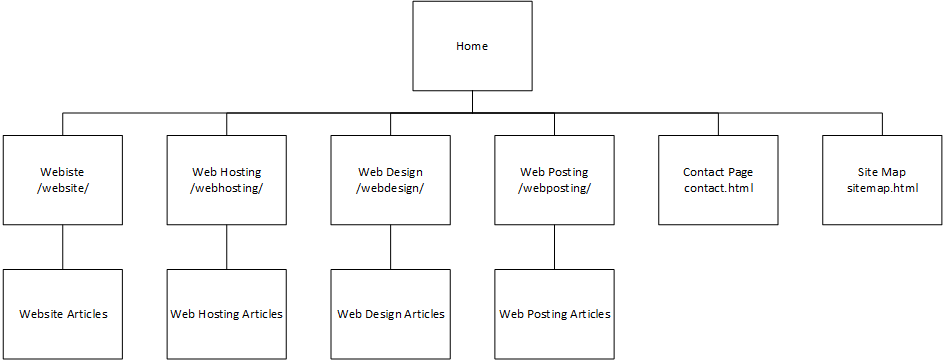 Home
Webiste
/website/
Web Hosting
/webhosting/
Web Design
/webdesign/
Web Posting
/webposting/
Contact Page
contact.html
Site Map
sitemap.html
Website Articles
Web Hosting Articles
Web Design Articles
Web Posting Articles